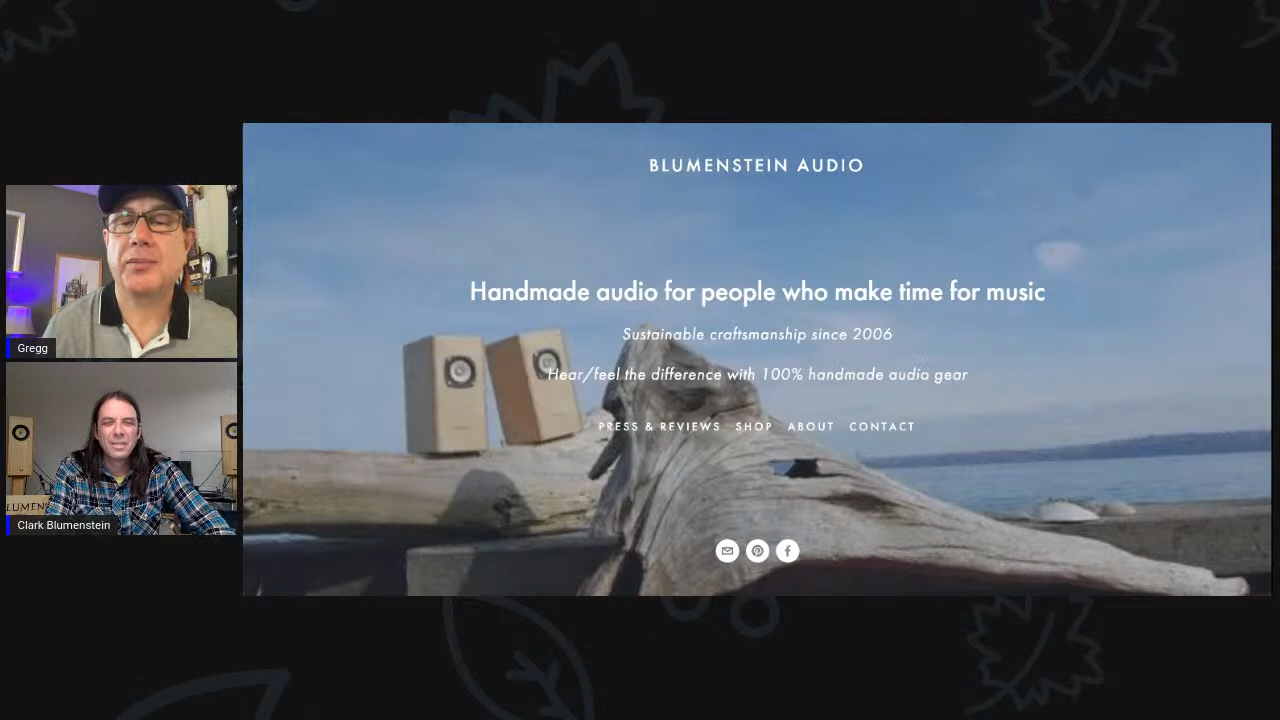 Gregg
LUMENS
Clark Blumenstein
BLUMENSTEIN AUDIO
Handmade audio for people who make time for music
Sustainable craftsmanship since 2006
Hear/feel the difference with 100% handmade audio gear
PRESS & REVIEWS SHOP ABOUT CONTACT